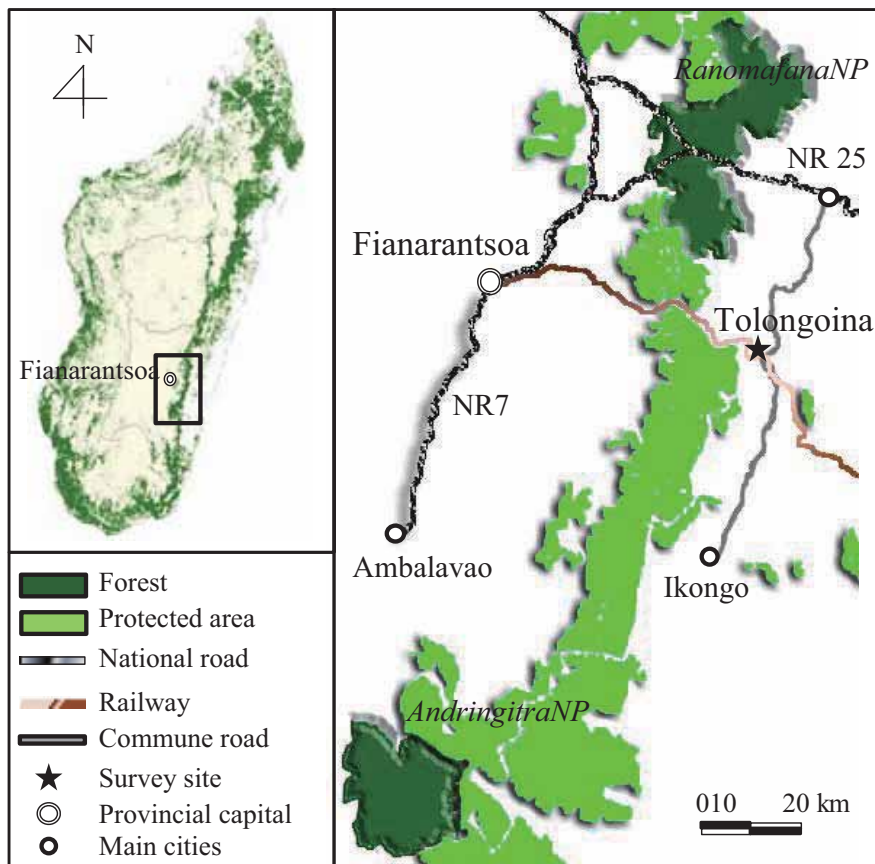 N
Fianarantsoa
Forest
Protected area
National road
Railway
Commune road
Survey site
Provincial capital
Main cities
RanomafanaNP
NR 25
Fianarantsoa
Tolongoina
NR7
Ambalavao
Ikongo
AndringitraNP
010 20 km